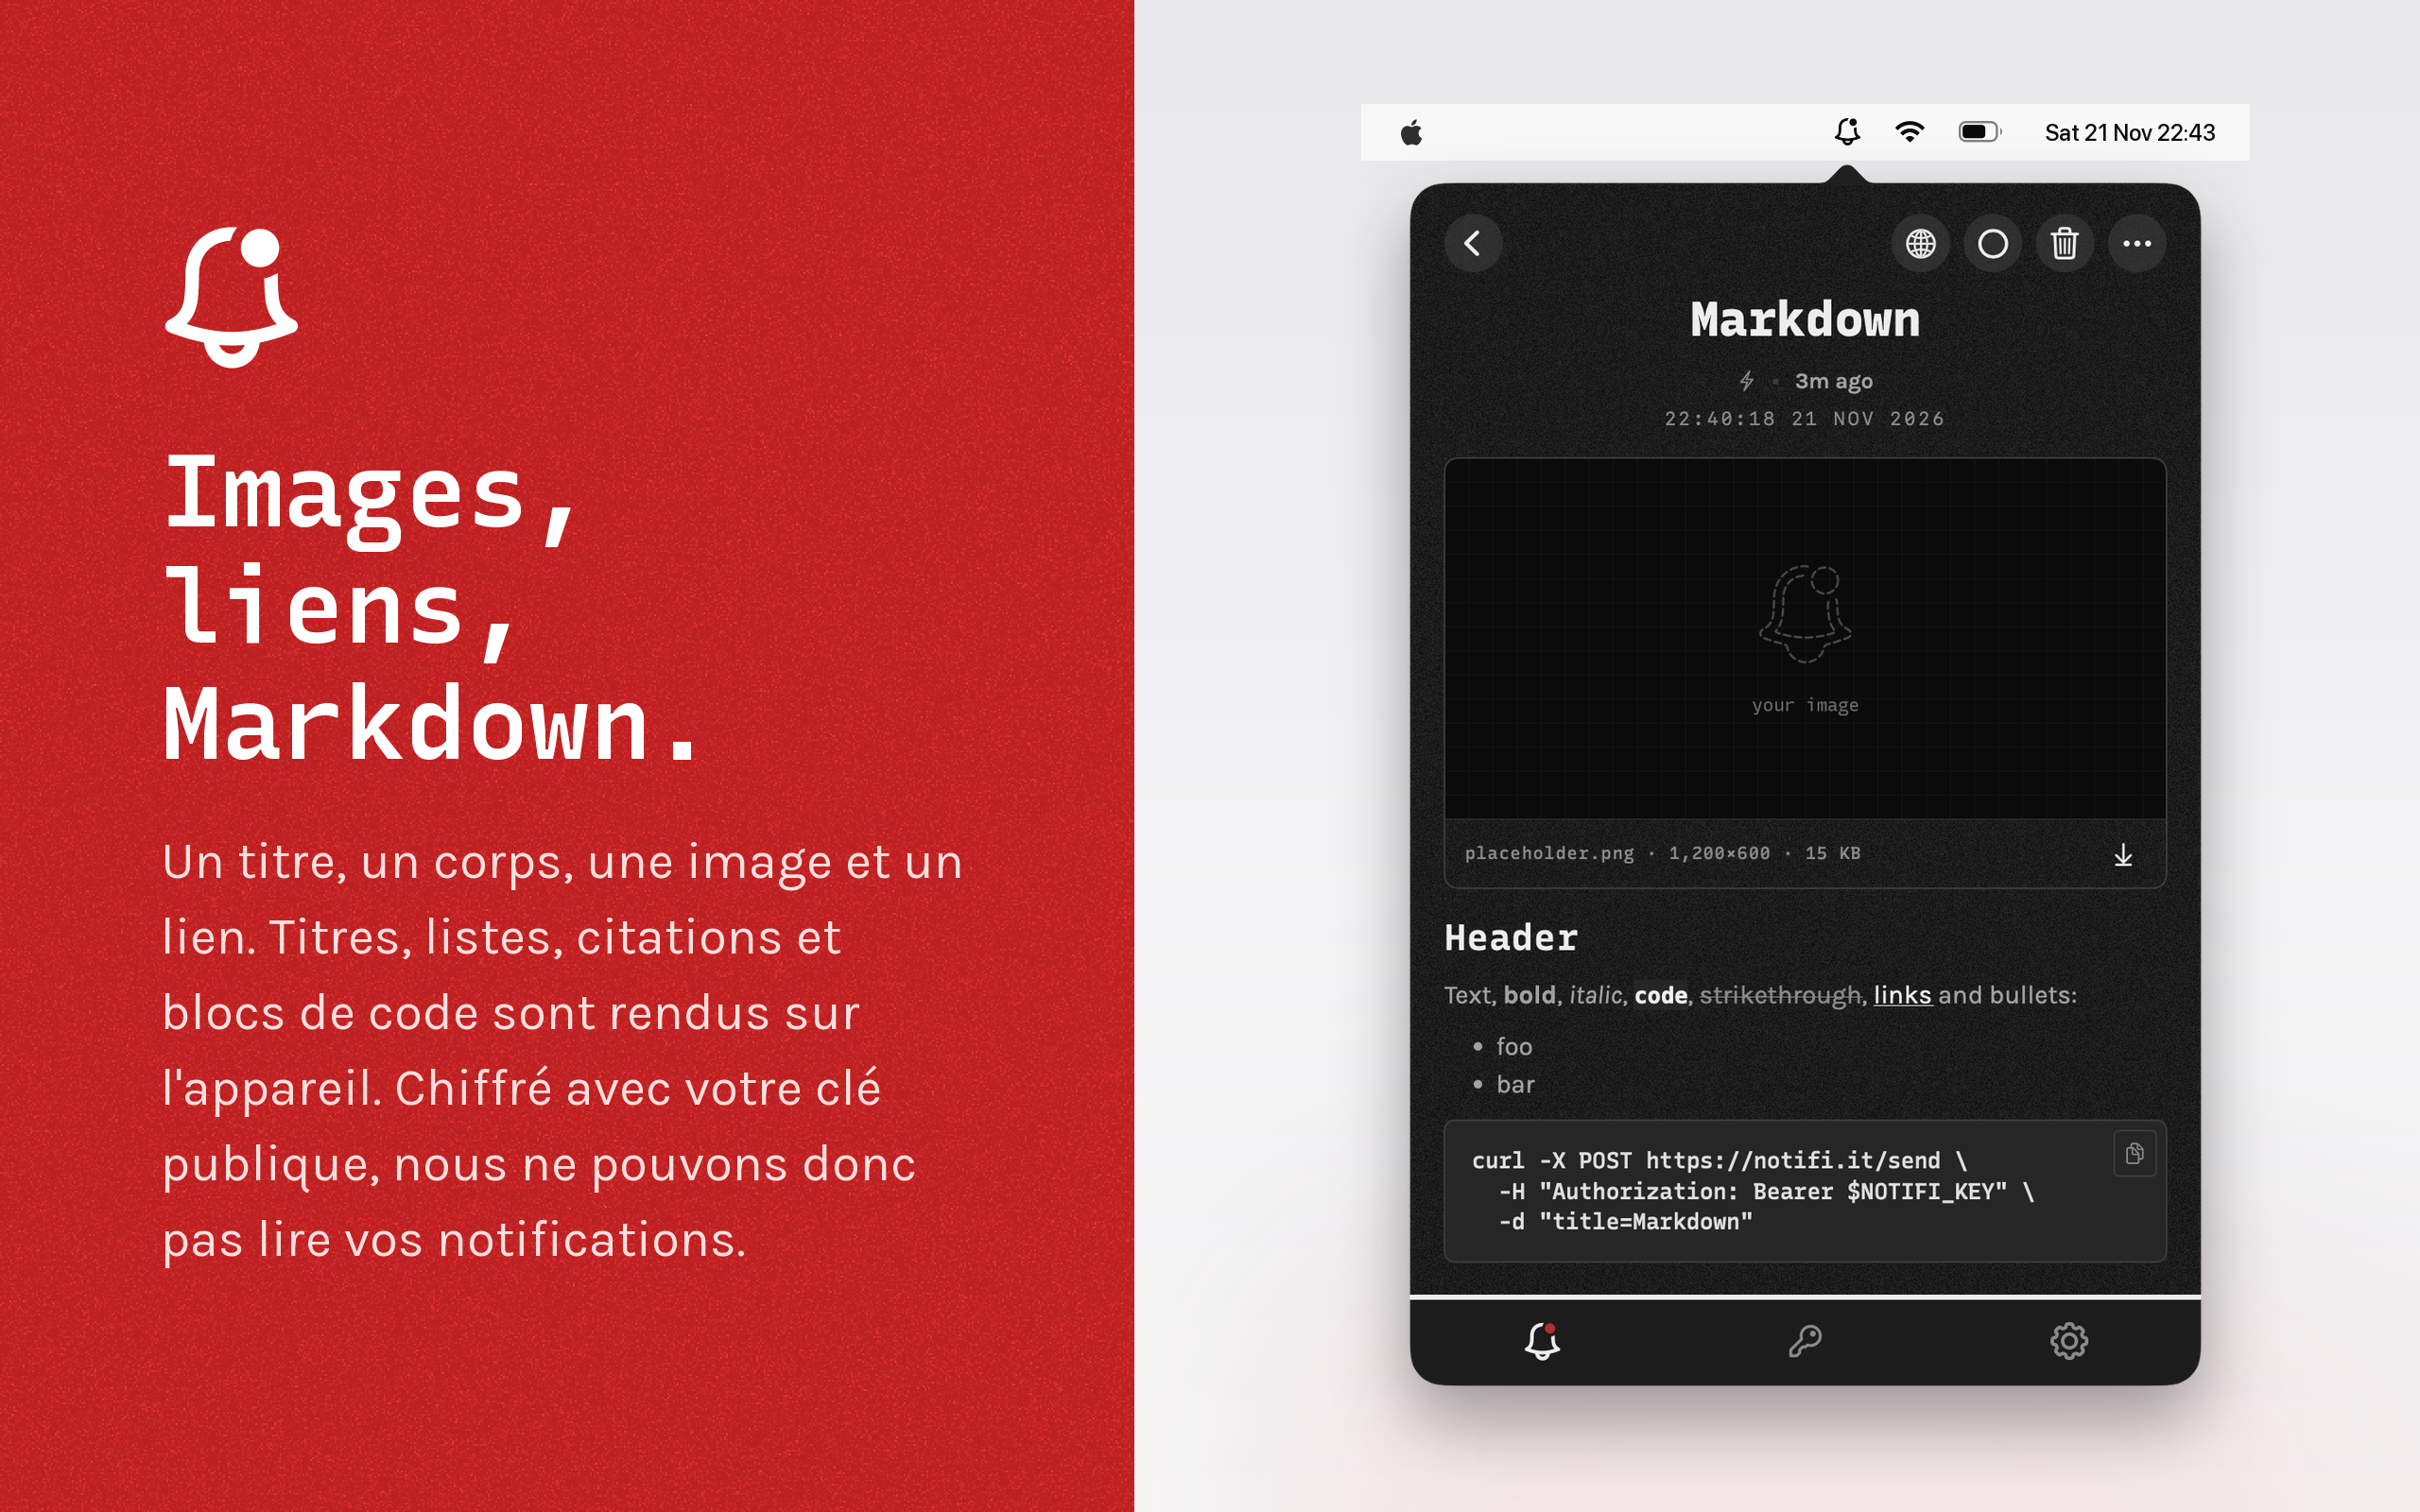 Images,
liens,
Markdown.
Un titre, un corps, une image et un
lien. Titres, listes, citations et
blocs de code sont rendus sur
l'appareil. Chiffré avec votre clé
publique, nous ne pouvons donc
pas lire vos notifications.
Sat 21 Nov 22:43
Markdown
3m ago
22:40:18 21 NOV 2026
your image
placeholder.png · 1,200×600 · 15 KB
Header
Text, bold, italic, code, strikethrough, links and bullets:
• foo
• bar
curl -X POST https://notifi.it/send \
-H "Authorization: Bearer $NOTIFI_KEY" \
-d "title=Markdown"